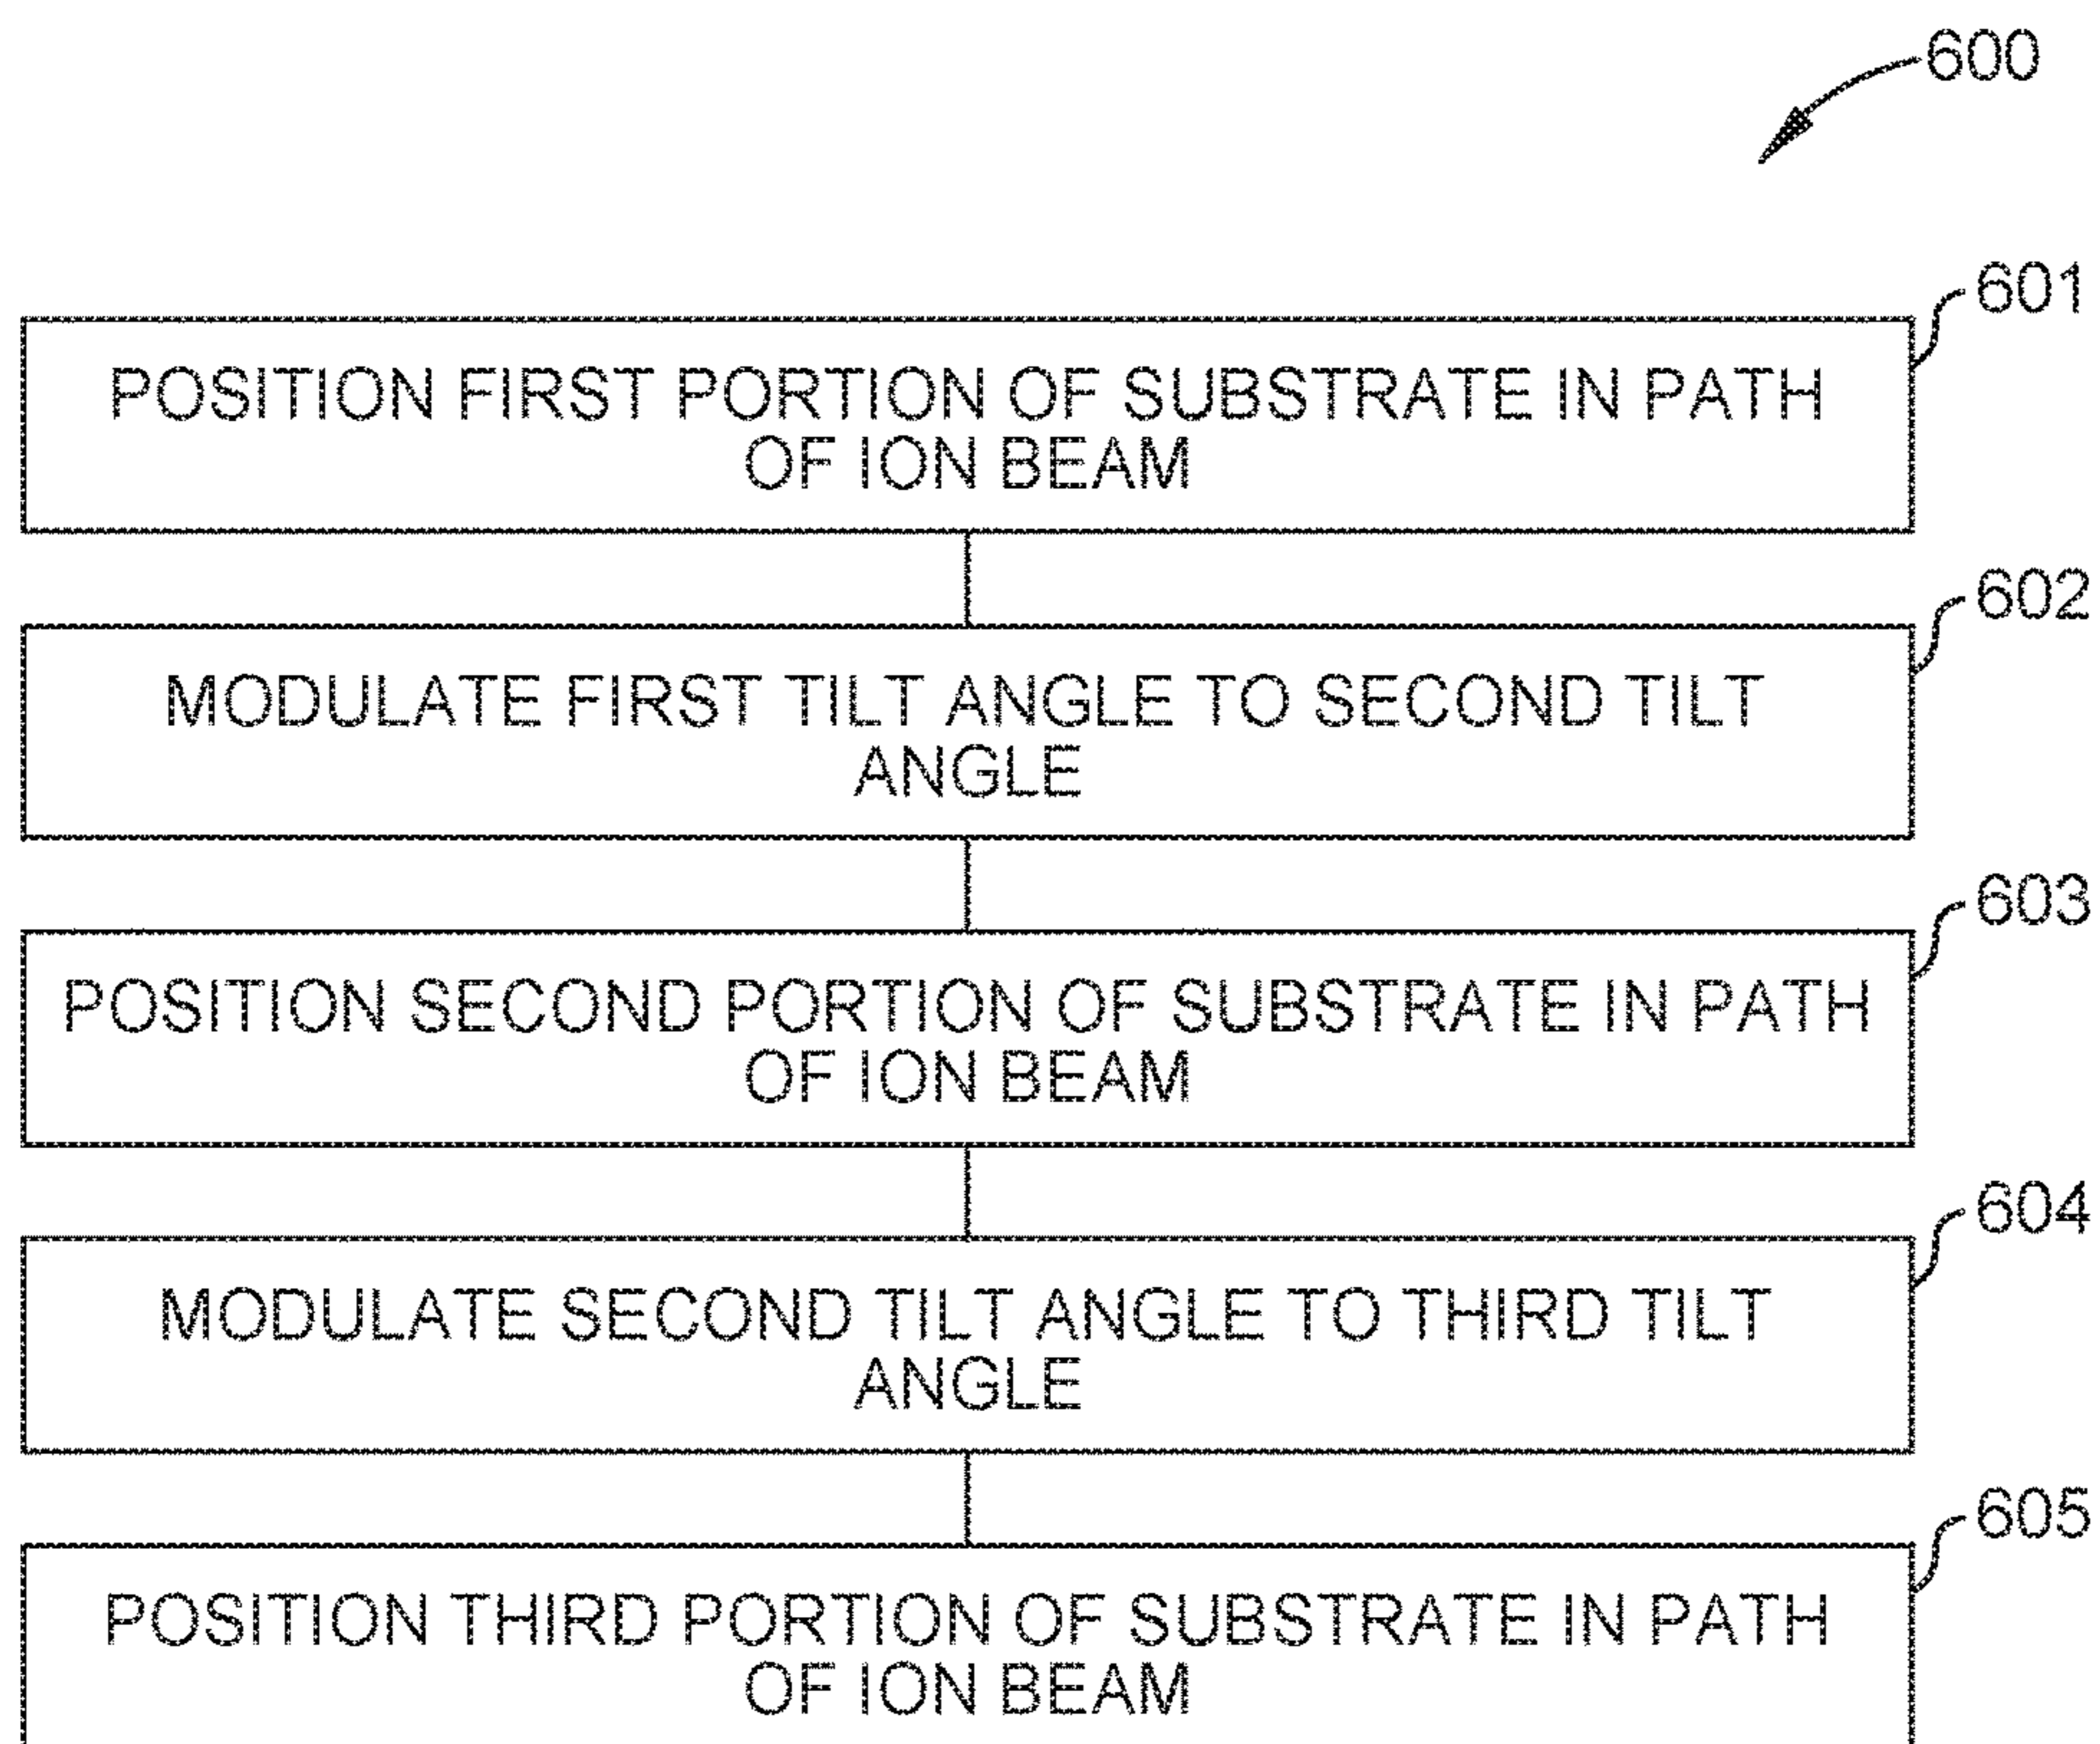 600
601
POSITION FIRST PORTION OF SUBSTRATE IN PATH
OF ION BEAM
602
MODULATE FIRST TILT ANGLE TO SECOND TILT
ANGLE
603
POSITION SECOND PORTION OF SUBSTRATE IN PATH
OF ION BEAM
604
MODULATE SECOND TILT ANGLE TO THIRD TILT
ANGLE
605
POSITION THIRD PORTION OF SUBSTRATE IN PATH
OF ION BEAM